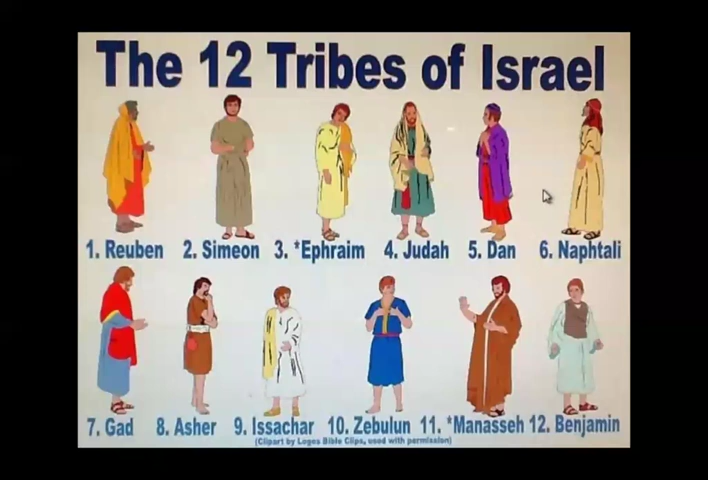 The 12 Tribes of Israel
1. Reuben 2. Simeon 3. *Ephraim 4. Judah 5. Dan 6. Naphtali
7. Gad 8. Asher 9. Issachar 10. Zebulun 11. *Manasseh 12. Benjamin
(Clipart by Logos Bible Clips, used with permission)